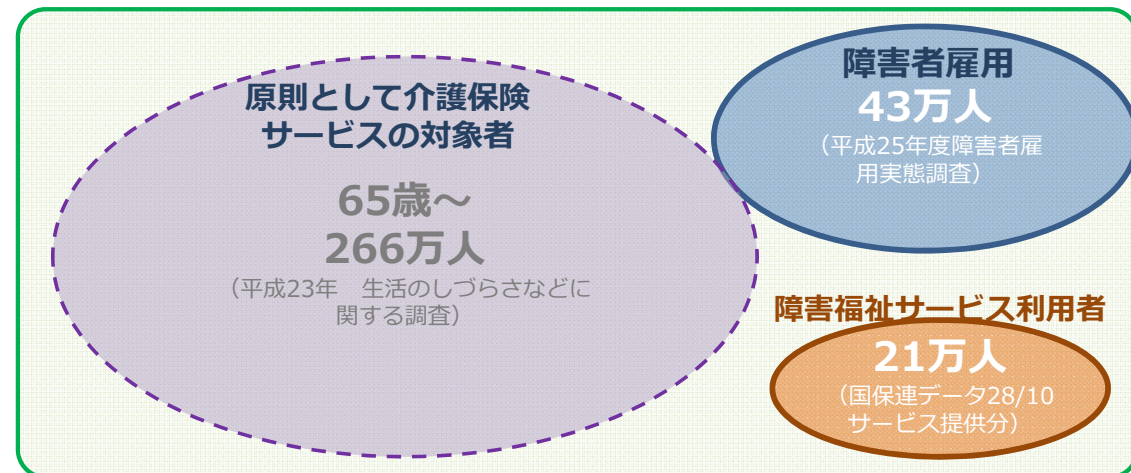 原則として介護保険
サービスの対象者
65歳～
266万人
（平成23年　生活のしづらさなどに
関する調査）
障害者雇用
43万人
（平成25年度障害者雇
用実態調査）
障害福祉サービス利用者
21万人
（国保連データ28/10
サービス提供分）